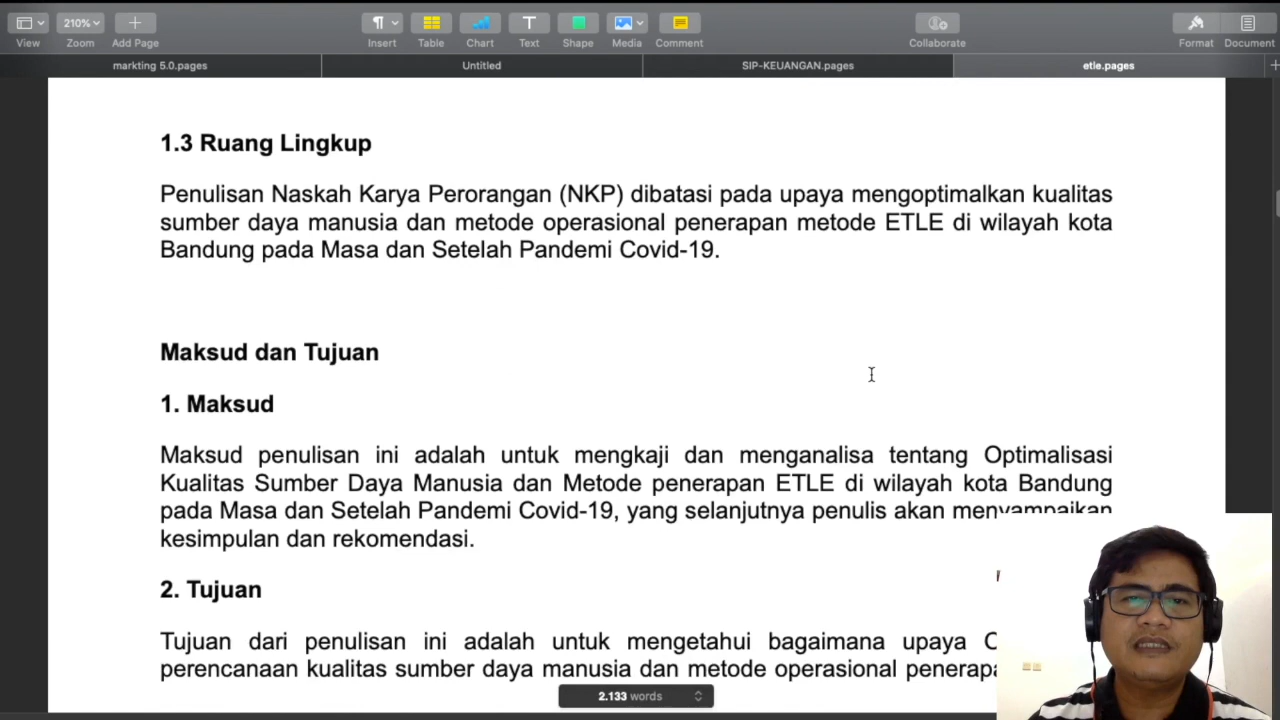 210%
View Zoom Add Page Insert Table Chart Text Shape Media Comment Collaborate Format Document
markting 5.0.pages Untitled SIP-KEUANGAN.pages etle.pages
1.3 Ruang Lingkup
Penulisan Naskah Karya Perorangan (NKP) dibatasi pada upaya mengoptimalkan kualitas
sumber daya manusia dan metode operasional penerapan metode ETLE di wilayah kota
Bandung pada Masa dan Setelah Pandemi Covid-19.
Maksud dan Tujuan
1. Maksud
Maksud penulisan ini adalah untuk mengkaji dan menganalisa tentang Optimalisasi
Kualitas Sumber Daya Manusia dan Metode penerapan ETLE di wilayah kota Bandung
pada Masa dan Setelah Pandemi Covid-19, yang selanjutnya penulis akan menyampaikan
kesimpulan dan rekomendasi.
2. Tujuan
Tujuan dari penulisan ini adalah untuk mengetahui bagaimana upaya
perencanaan kualitas sumber daya manusia dan metode operasional
2.133 words